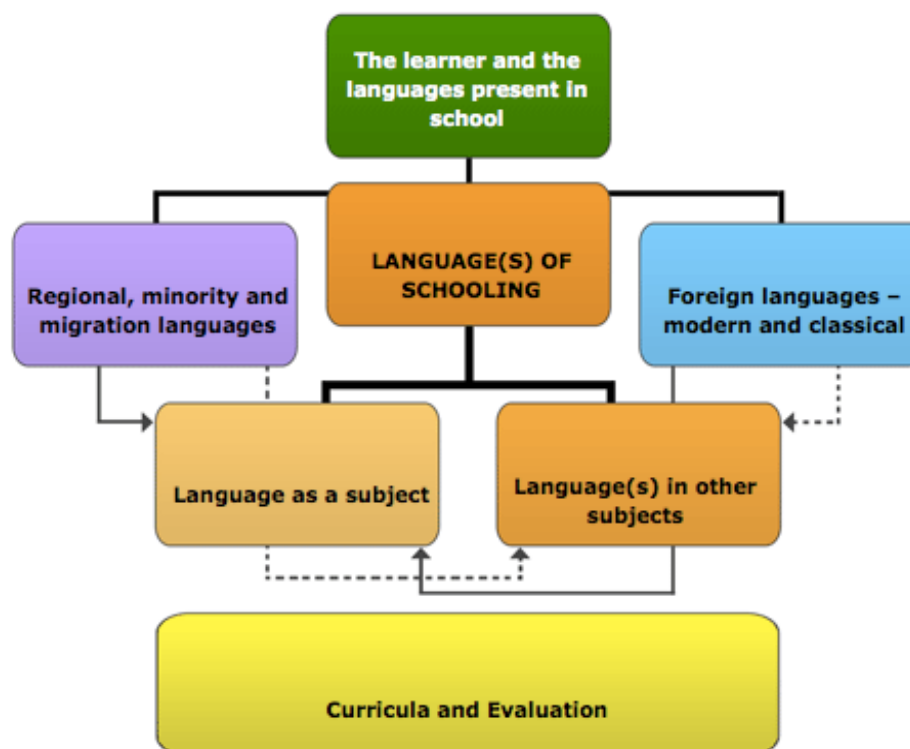 The learner and the
languages present in
school
LANGUAGE(S) OF
SCHOOLING
Regional, minority and
migration languages
Foreign languages –
modern and classical
Language as a subject
Language(s) in other
subjects
Curricula and Evaluation